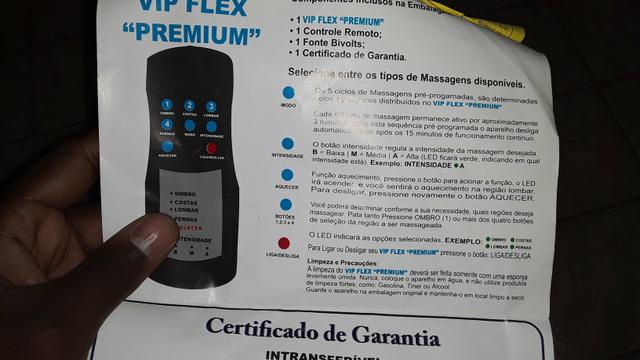 VIP FLEX
“PREMIUM”
Componentes Inclusos na Embalagem
• 1 VIP FLEX “PREMIUM”
• 1 Controle Remoto;
• 1 Fonte Bivolts;
• 1 Certificado de Garantia.
Selecione entre os tipos de Massagens disponíveis.
MODO
Os 5 ciclos de Massagens pré-progamadas, são determinadas
distribuídos no VIP FLEX “PREMIUM”
Cada método de massagem permanece ativo por aproximadamente
3 minutos, após esta sequência pré-programada o aparelho desliga
automaticamente após os 15 minutos de funcionamento contínuo.
INTENSIDADE
O botão intensidade regula a intensidade da massagem desejada
B = Baixa | M = Média | A = Alta (LED ficará verde, indicando em qual
intensidade está). Exemplo: INTENSIDADE A
AQUECER
Função aquecimento, pressione o botão para acionar a função, o LED
irá acender, e você sentirá o aquecimento na região lombar.
Para desligar, pressione novamente o botão AQUECER.
BOTÕES
1,2,3 e 4
Você poderá determinar conforme a sua necessidade, quais regiões deseja
massagear. Pata tanto Pressione OMBRO (1) ou mais dos quatro botões
de seleção da região a ser massageada.
O LED indicará as opções selecionadas. EXEMPLO: OMBRO COSTAS
LOMBAR PERNAS
LIGA/DESLIGA
Para Ligar ou Desligar seu VIP FLEX “PREMIUM” pressione o botão: LIGA/DESLIGA
Limpeza e Precauções:
A limpeza do VIP FLEX “PREMIUM” deverá ser feita somente com uma esponja
levemente úmida. Nunca, coloque o aparelho em água, e não utilize produtos
de limpeza fortes, como: Gasolina, Tiner ou Álcool.
Guarde o aparelho na embalagem original e mantenha-o em local limpo e seco.
1 2 3
OMBRO COSTAS LOMBAR
4
PERNAS MODO INTENSIDADE
AQUECER LIGA/DESLIGA
OMBRO
COSTAS
LOMBAR
PERNAS
AQUECER
INTENSIDADE
B M A
Certificado de Garantia
INTRANSFERÍVEL